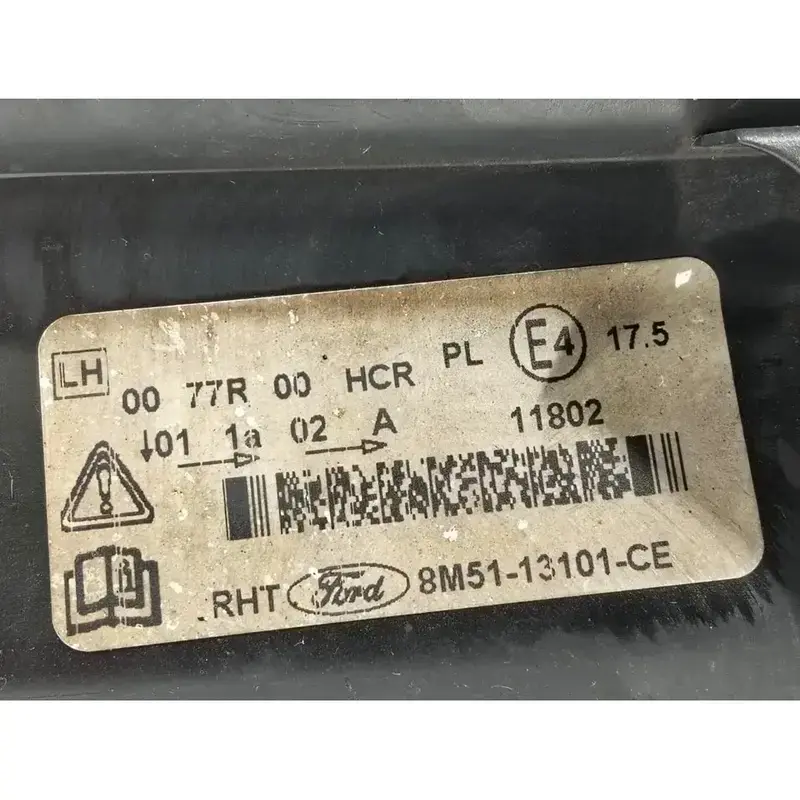 LH 00 77R 00 HCR PL E4 17.5
↓01 1a 02 A 11802
RHT Ford 8M51-13101-CE